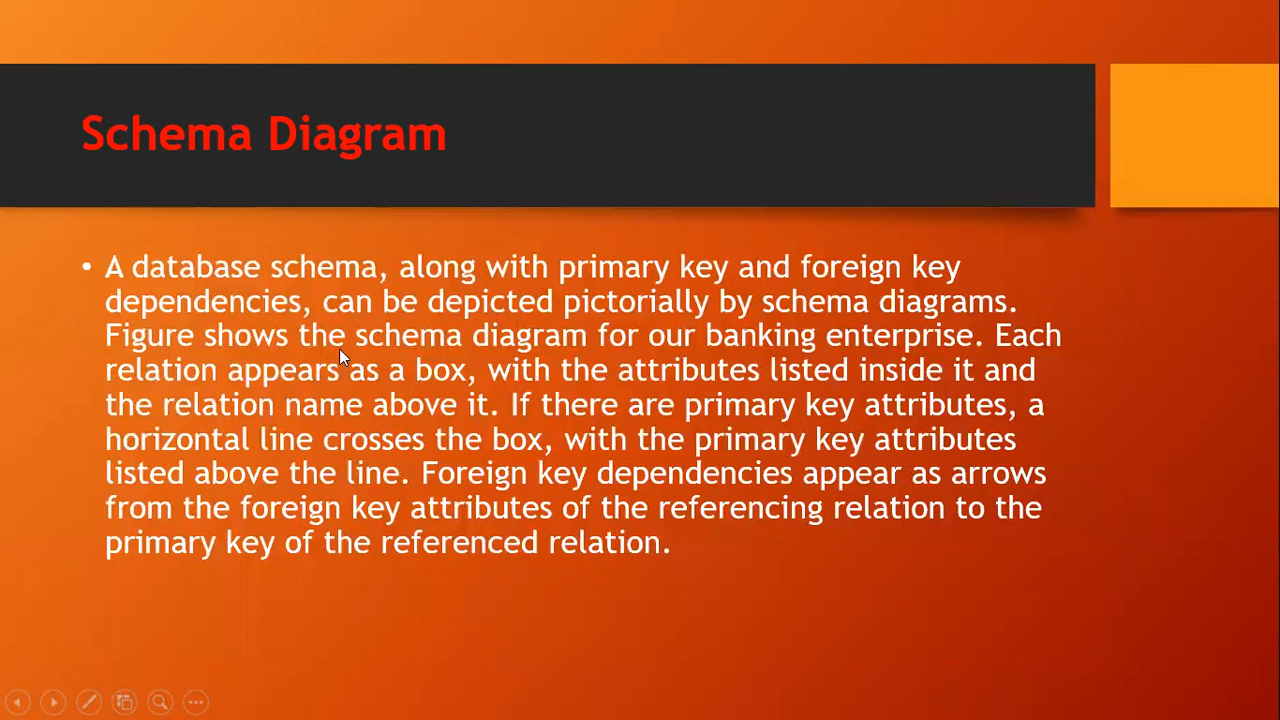 Schema Diagram
• A database schema, along with primary key and foreign key
dependencies, can be depicted pictorially by schema diagrams.
Figure shows the schema diagram for our banking enterprise. Each
relation appears as a box, with the attributes listed inside it and
the relation name above it. If there are primary key attributes, a
horizontal line crosses the box, with the primary key attributes
listed above the line. Foreign key dependencies appear as arrows
from the foreign key attributes of the referencing relation to the
primary key of the referenced relation.